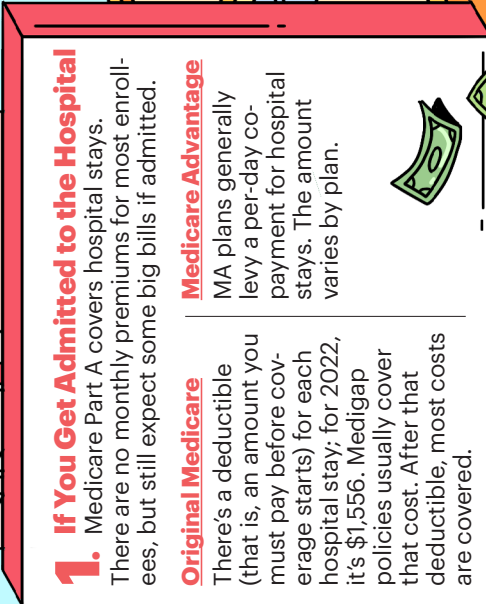 1. If You Get Admitted to the Hospital
Medicare Part A covers hospital stays.
There are no monthly premiums for most enroll-
ees, but still expect some big bills if admitted.
Original Medicare
There's a deductible
(that is, an amount you
must pay before cov-
erage starts) for each
hospital stay; for 2022,
it's $1,556. Medigap
policies usually cover
that cost. After that
deductible, most costs
are covered.
Medicare Advantage
MA plans generally
levy a per-day co-
payment for hospital
stays. The amount
varies by plan.